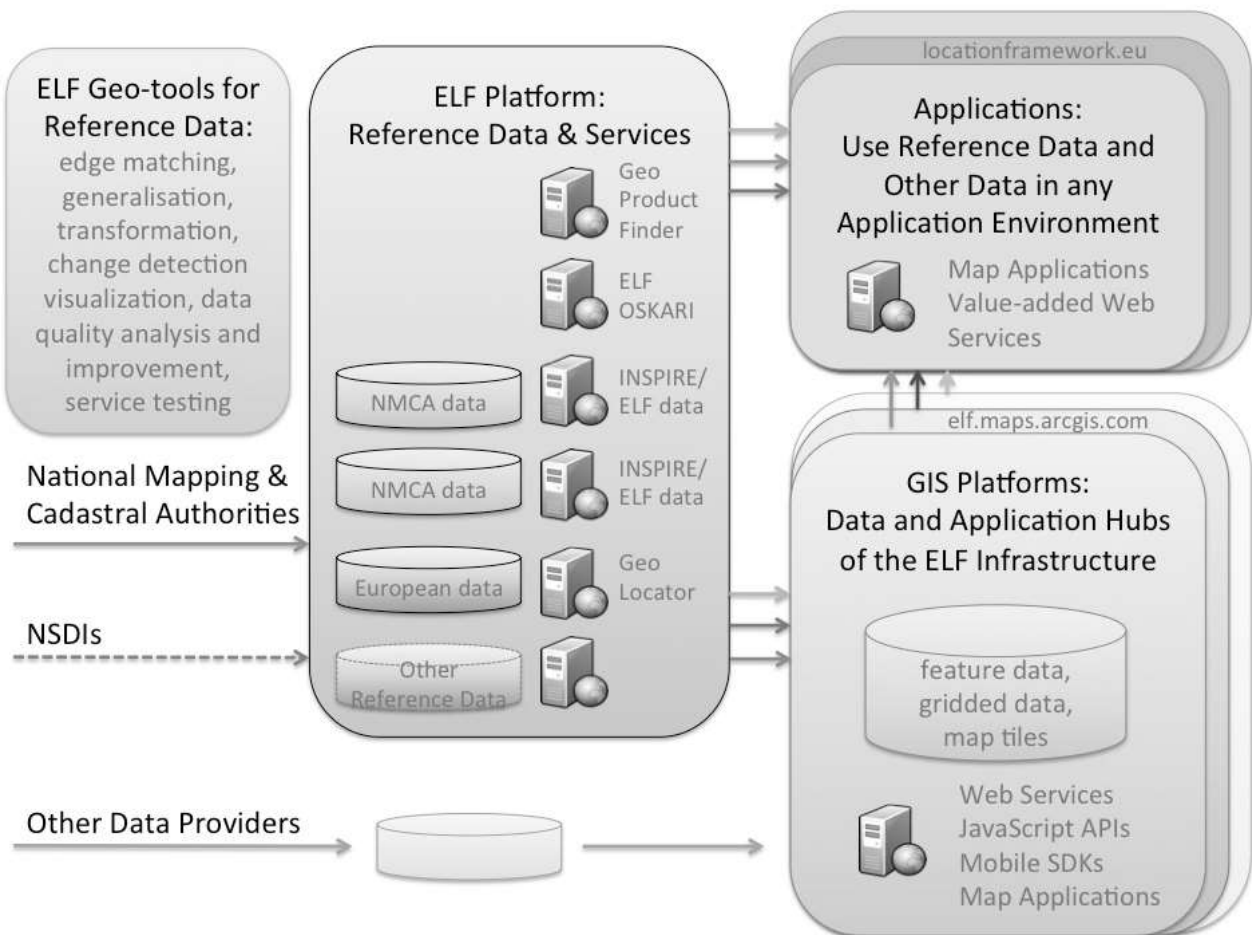 ELF Geo-tools for
Reference Data:
edge matching,
generalisation,
transformation,
change detection
visualization, data
quality analysis and
improvement,
service testing
National Mapping &
Cadastral Authorities
NSDIs
Other Data Providers
ELF Platform:
Reference Data & Services
Geo
Product
Finder
ELF
OSKARI
NMCA data
INSPIRE/
ELF data
NMCA data
INSPIRE/
ELF data
European data
Geo
Locator
Other
Reference Data
locationframework.eu
Applications:
Use Reference Data and
Other Data in any
Application Environment
Map Applications
Value-added Web
Services
elf.maps.arcgis.com
GIS Platforms:
Data and Application Hubs
of the ELF Infrastructure
feature data,
gridded data,
map tiles
Web Services
JavaScript APIs
Mobile SDKs
Map Applications